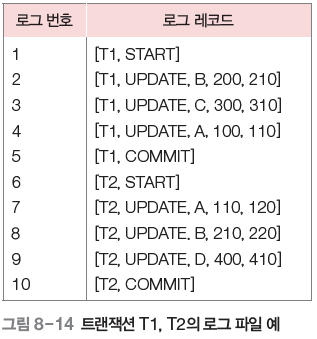 로그 번호 로그 레코드
1 [T1, START]
2 [T1, UPDATE, B, 200, 210]
3 [T1, UPDATE, C, 300, 310]
4 [T1, UPDATE, A, 100, 110]
5 [T1, COMMIT]
6 [T2, START]
7 [T2, UPDATE, A, 110, 120]
8 [T2, UPDATE, B, 210, 220]
9 [T2, UPDATE, D, 400, 410]
10 [T2, COMMIT]
그림 8-14 트랜잭션 T1, T2의 로그 파일 예